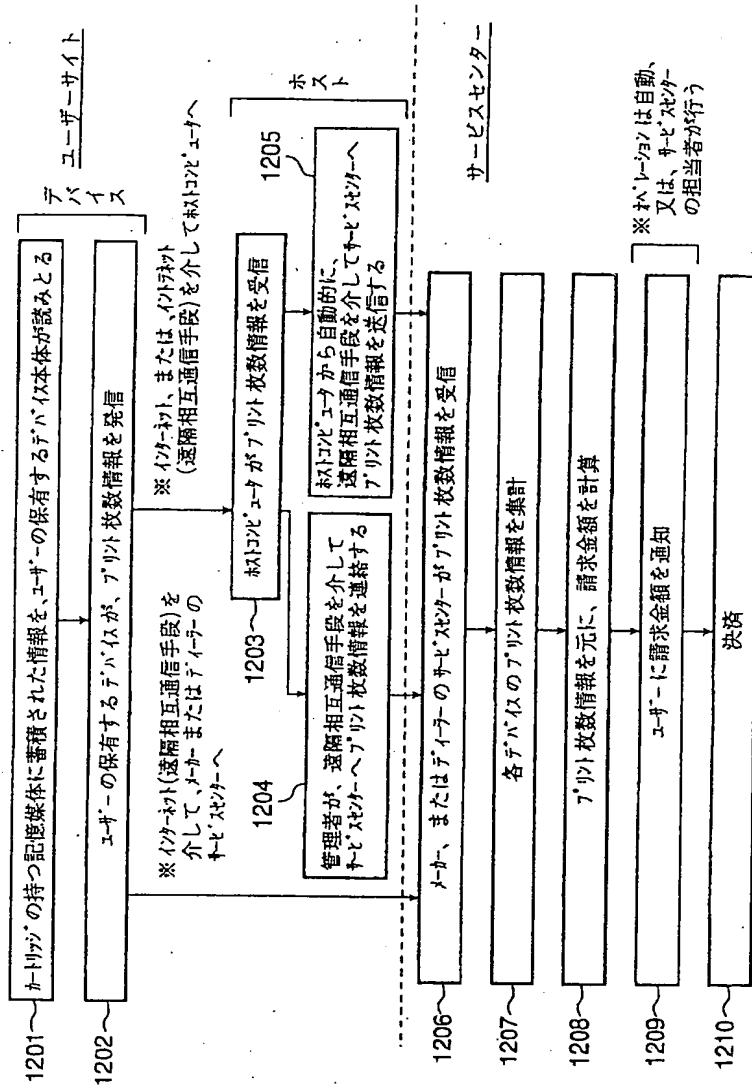 ユーザーサイト
デバイス
1201
カートリッジの持つ記憶媒体に蓄積された情報を、ユーザーの保有するデバイス本体が読みとる
1202
ユーザーの保有するデバイスが、プリント枚数情報を発信
※インターネット(遠隔相互通信手段)を
介して、メーカーまたはディーラーの
サービスセンターへ
※インターネット、または、イントラネット
(遠隔相互通信手段)を介してホストコンピュータへ
ホスト
1203
ホストコンピュータがプリント枚数情報を受信
1204
管理者が、遠隔相互通信手段を介して
サービスセンターへプリント枚数情報を連絡する
1205
ホストコンピュータから自動的に、
遠隔相互通信手段を介してサービスセンターへ
プリント枚数情報を送信する
サービスセンター
1206
メーカー、またはディーラーのサービスセンターがプリント枚数情報を受信
1207
各デバイスのプリント枚数情報を集計
1208
プリント枚数情報を元に、請求金額を計算
1209
ユーザーに請求金額を通知
※オペレーションは自動、
又は、サービスセンター
の担当者が行う
1210
決済